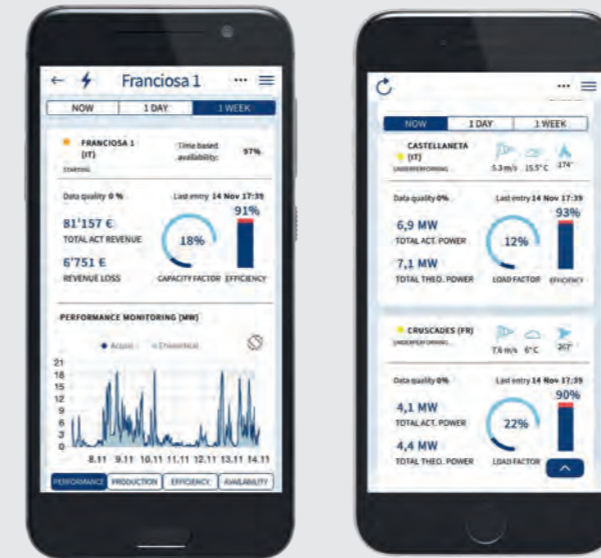 Franciosa 1
NOW 1 DAY 1 WEEK
FRANCIOSA 1
(IT)
STARTING
Time based
availability:
97%
Data quality 0 %
Last entry 14 Nov 17:39
81'157 €
TOTAL ACT REVENUE
6'751 €
REVENUE LOSS
18%
CAPACITY FACTOR
91%
EFFICIENCY
PERFORMANCE MONITORING (MW)
Actual
Theoretical
21
18
15
12
9
6
3
0
8.11 9.11 10.11 11.11 12.11 13.11 14.11
PERFORMANCE PRODUCTION EFFICIENCY AVAILABILITY
NOW 1 DAY 1 WEEK
CASTELLANETA
(IT)
UNDERPERFORMING
5.3 m/s 15.5°C 174°
Data quality 0%
Last entry 14 Nov 17:39
6,9 MW
TOTAL ACT. POWER
7,1 MW
TOTAL THEO. POWER
12%
LOAD FACTOR
93%
EFFICIENCY
CRUSCADES (FR)
UNDERPERFORMING
7.6 m/s 6°C 267°
Data quality 0%
Last entry 14 Nov 17:39
4,1 MW
TOTAL ACT. POWER
4,4 MW
TOTAL THEO. POWER
22%
LOAD FACTOR
90%